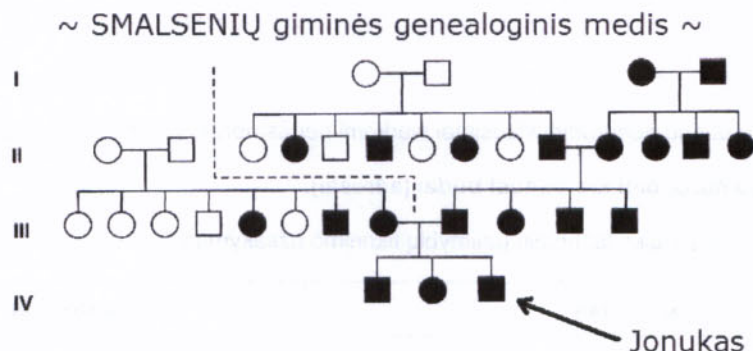 ~ SMALSENIŲ giminės genealoginis medis ~
I
II
III
IV
Jonukas